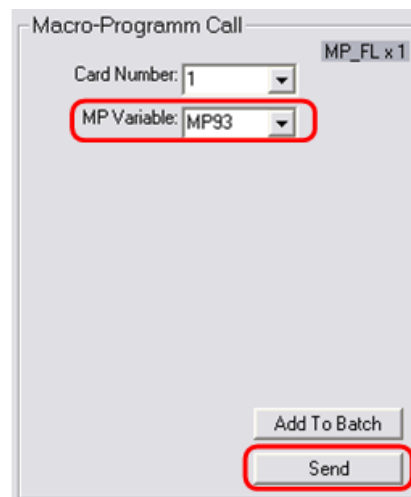 Macro-Programm Call
MP_FL x 1
Card Number: 1
MP Variable: MP93
Add To Batch
Send